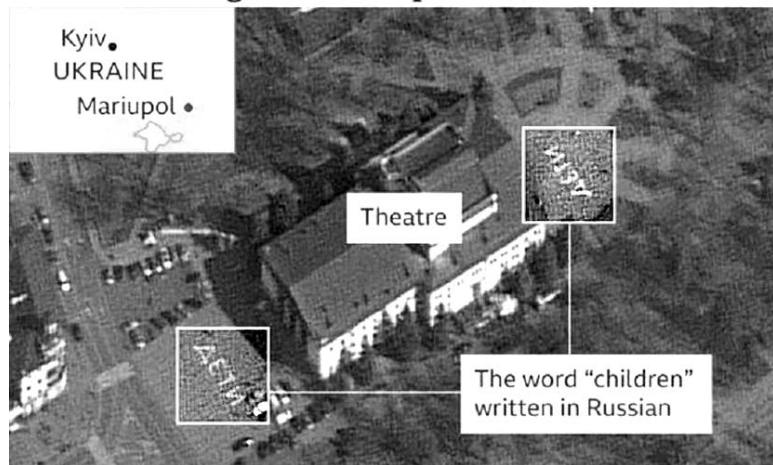 Kyiv
UKRAINE
Mariupol
Theatre
ДЕТИ
ДЕТИ
The word “children”
written in Russian